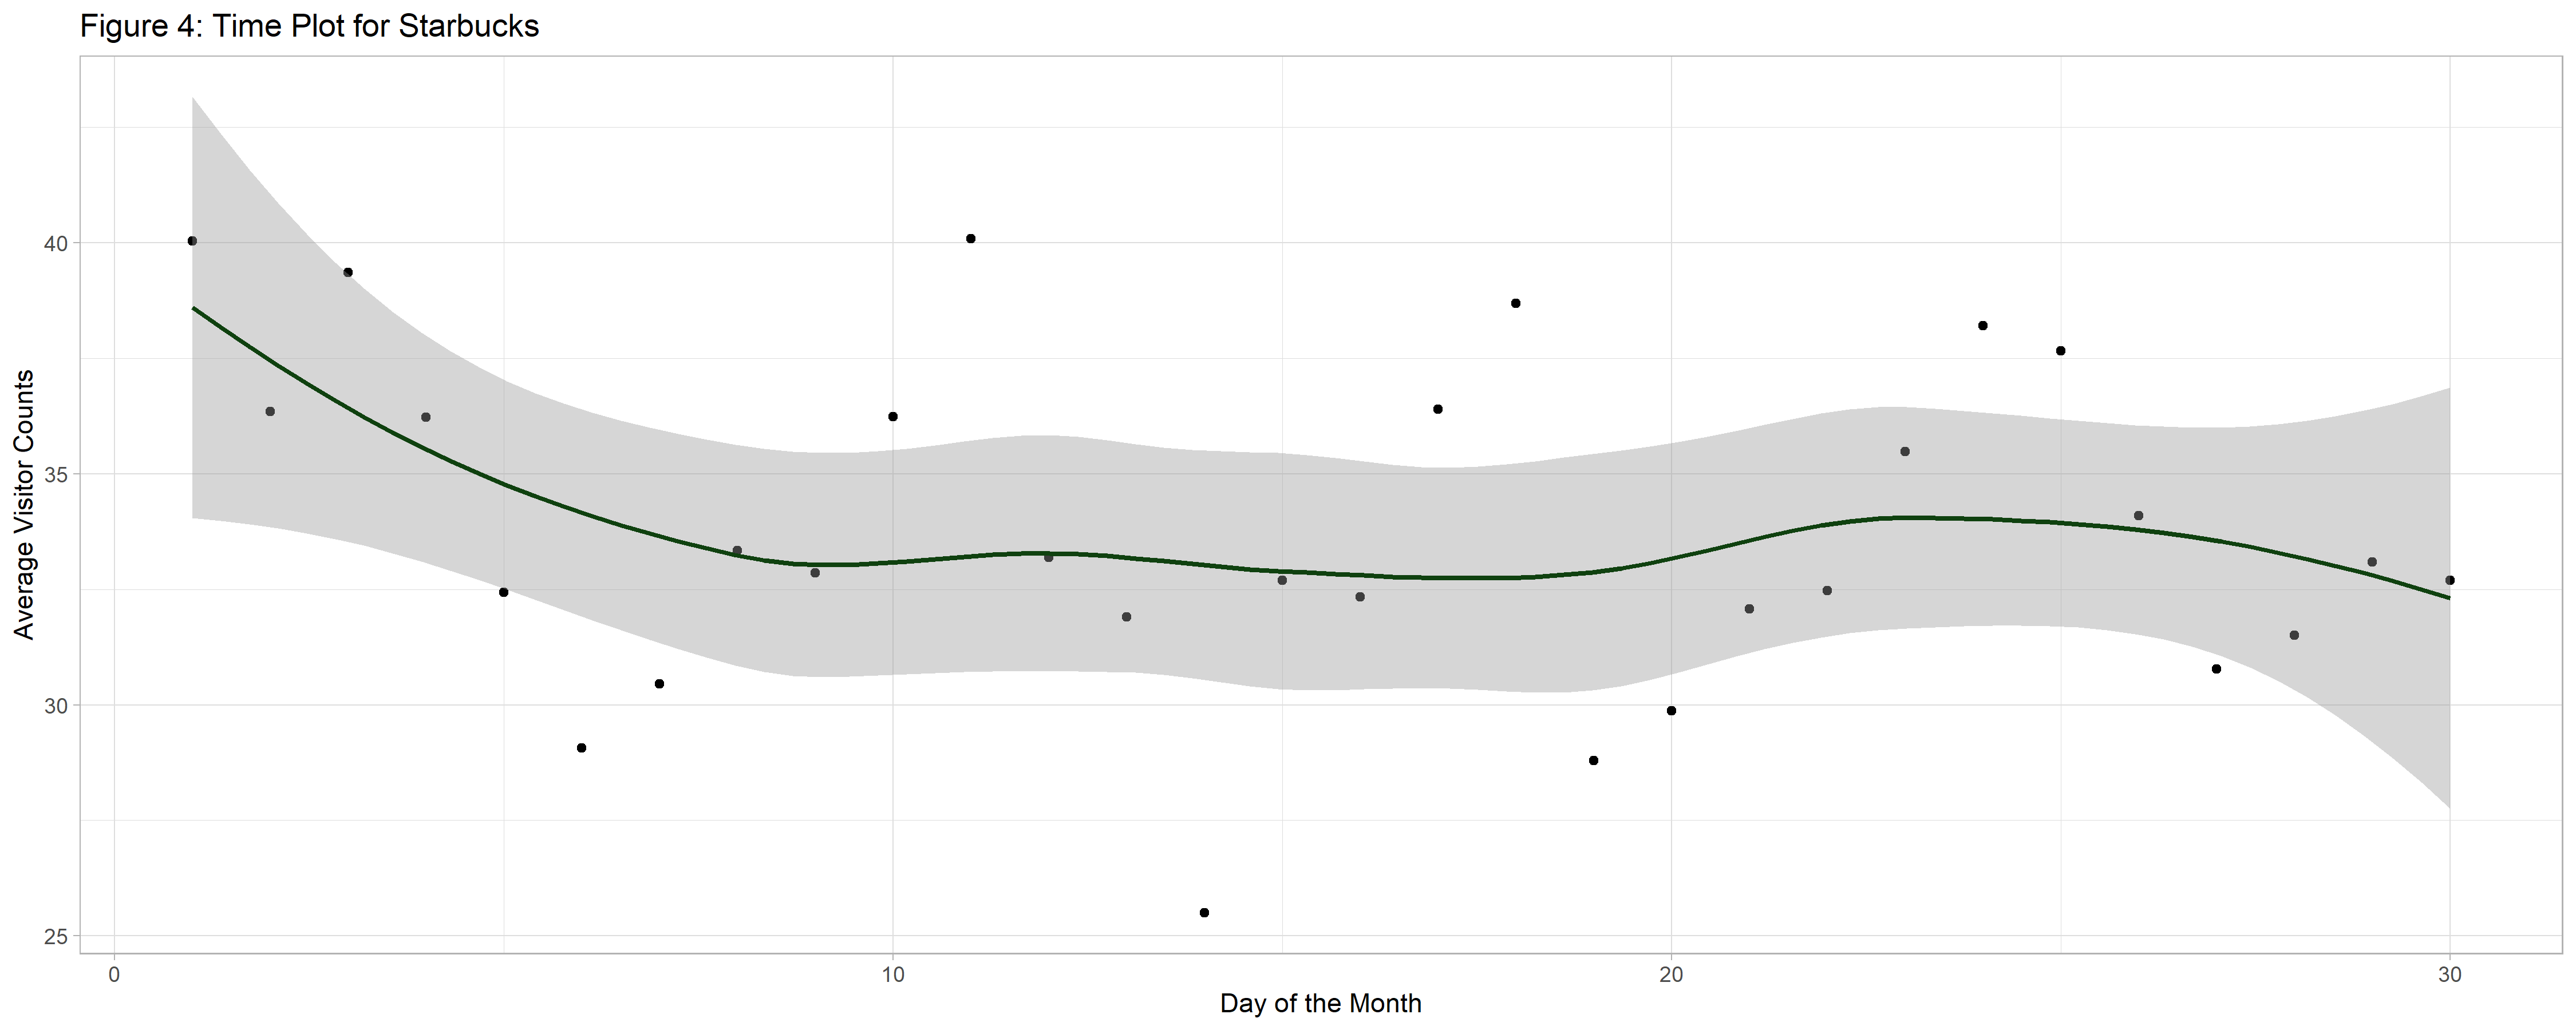 Figure 4: Time Plot for Starbucks
Average Visitor Counts
40
35
30
25
0 10 20 30
Day of the Month